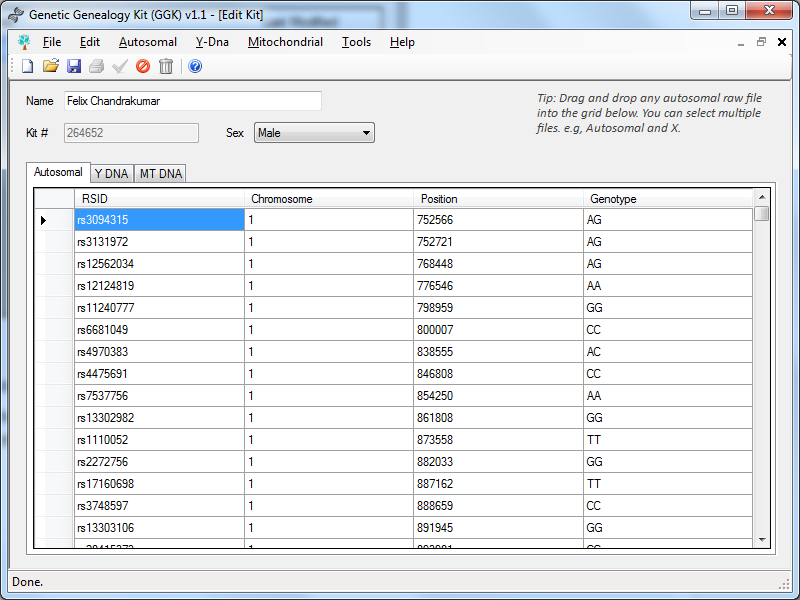 Genetic Genealogy Kit (GGK) v1.1 - [Edit Kit]
File Edit Autosomal Y-Dna Mitochondrial Tools Help
Name Felix Chandrakumar
Kit # 264652 Sex Male
Tip: Drag and drop any autosomal raw file
into the grid below. You can select multiple
files. e.g, Autosomal and X.
Autosomal Y DNA MT DNA
RSID Chromosome Position Genotype
rs3094315 1 752566 AG
rs3131972 1 752721 AG
rs12562034 1 768448 AG
rs12124819 1 776546 AA
rs11240777 1 798959 GG
rs6681049 1 800007 CC
rs4970383 1 838555 AC
rs4475691 1 846808 CC
rs7537756 1 854250 AA
rs13302982 1 861808 GG
rs1110052 1 873558 TT
rs2272756 1 882033 GG
rs17160698 1 887162 TT
rs3748597 1 888659 CC
rs13303106 1 891945 GG
Done.